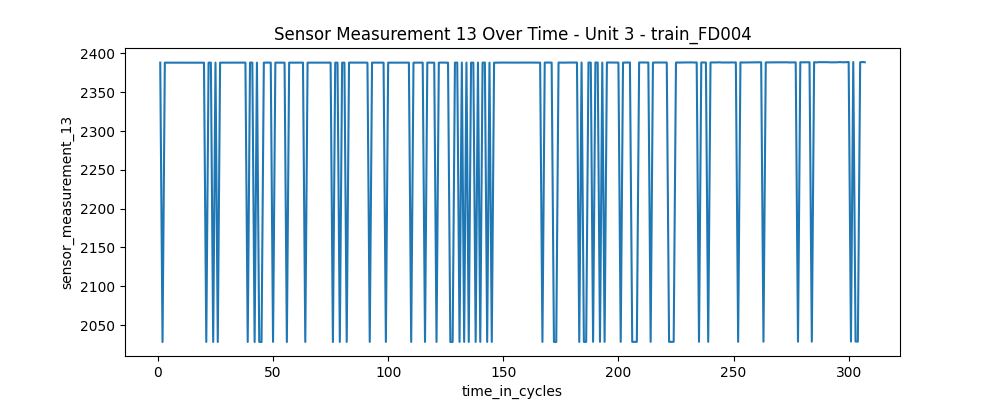 Sensor Measurement 13 Over Time - Unit 3 - train_FD004
sensor_measurement_13
2400
2350
2300
2250
2200
2150
2100
2050
0 50 100 150 200 250 300
time_in_cycles